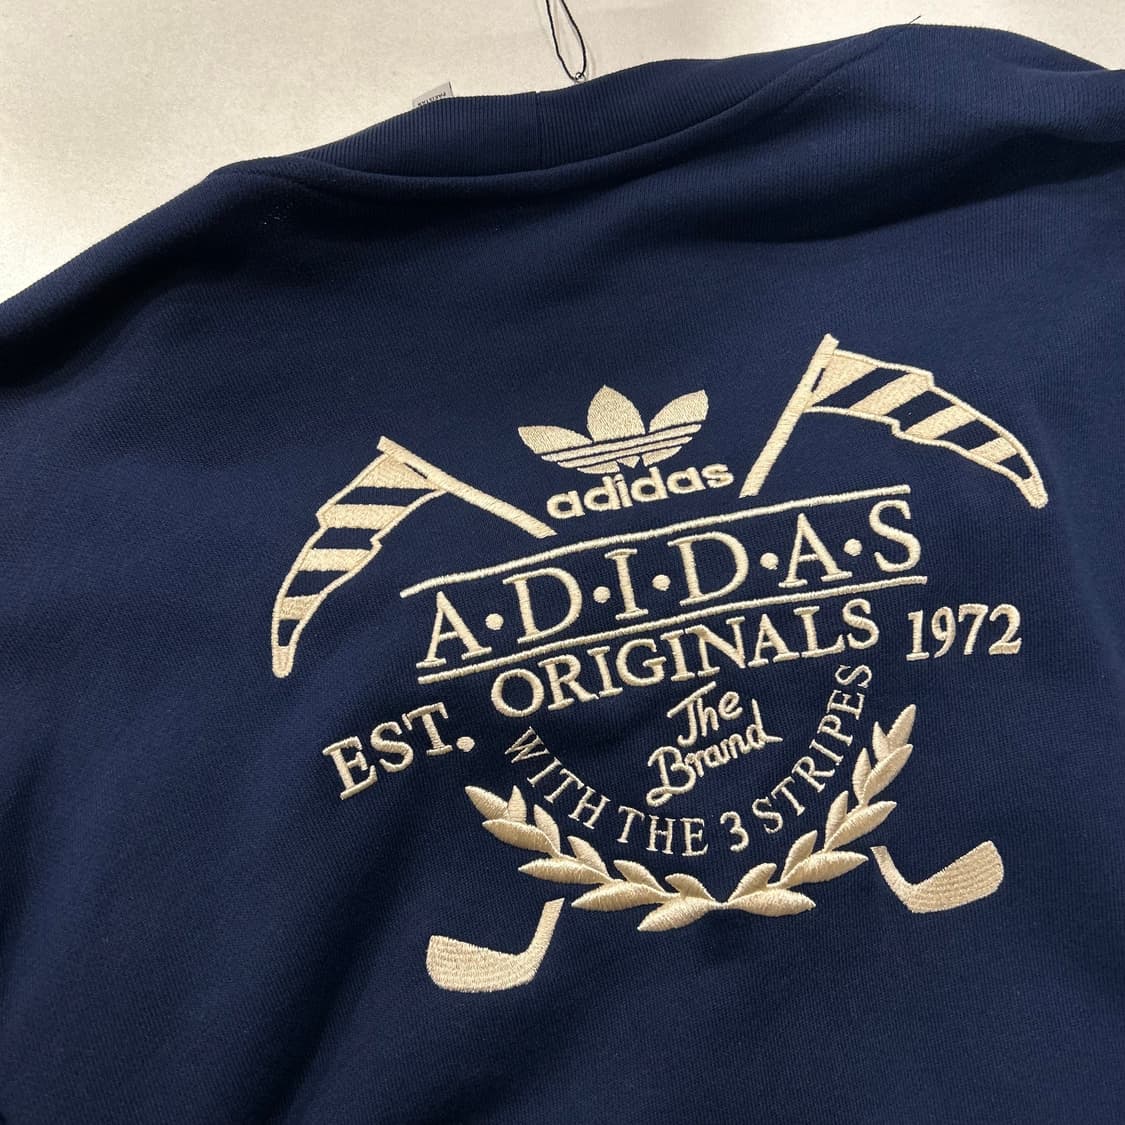 adidas
A·D·I·D·A·S
ORIGINALS
EST. 1972
The
Brand
WITH THE 3 STRIPES